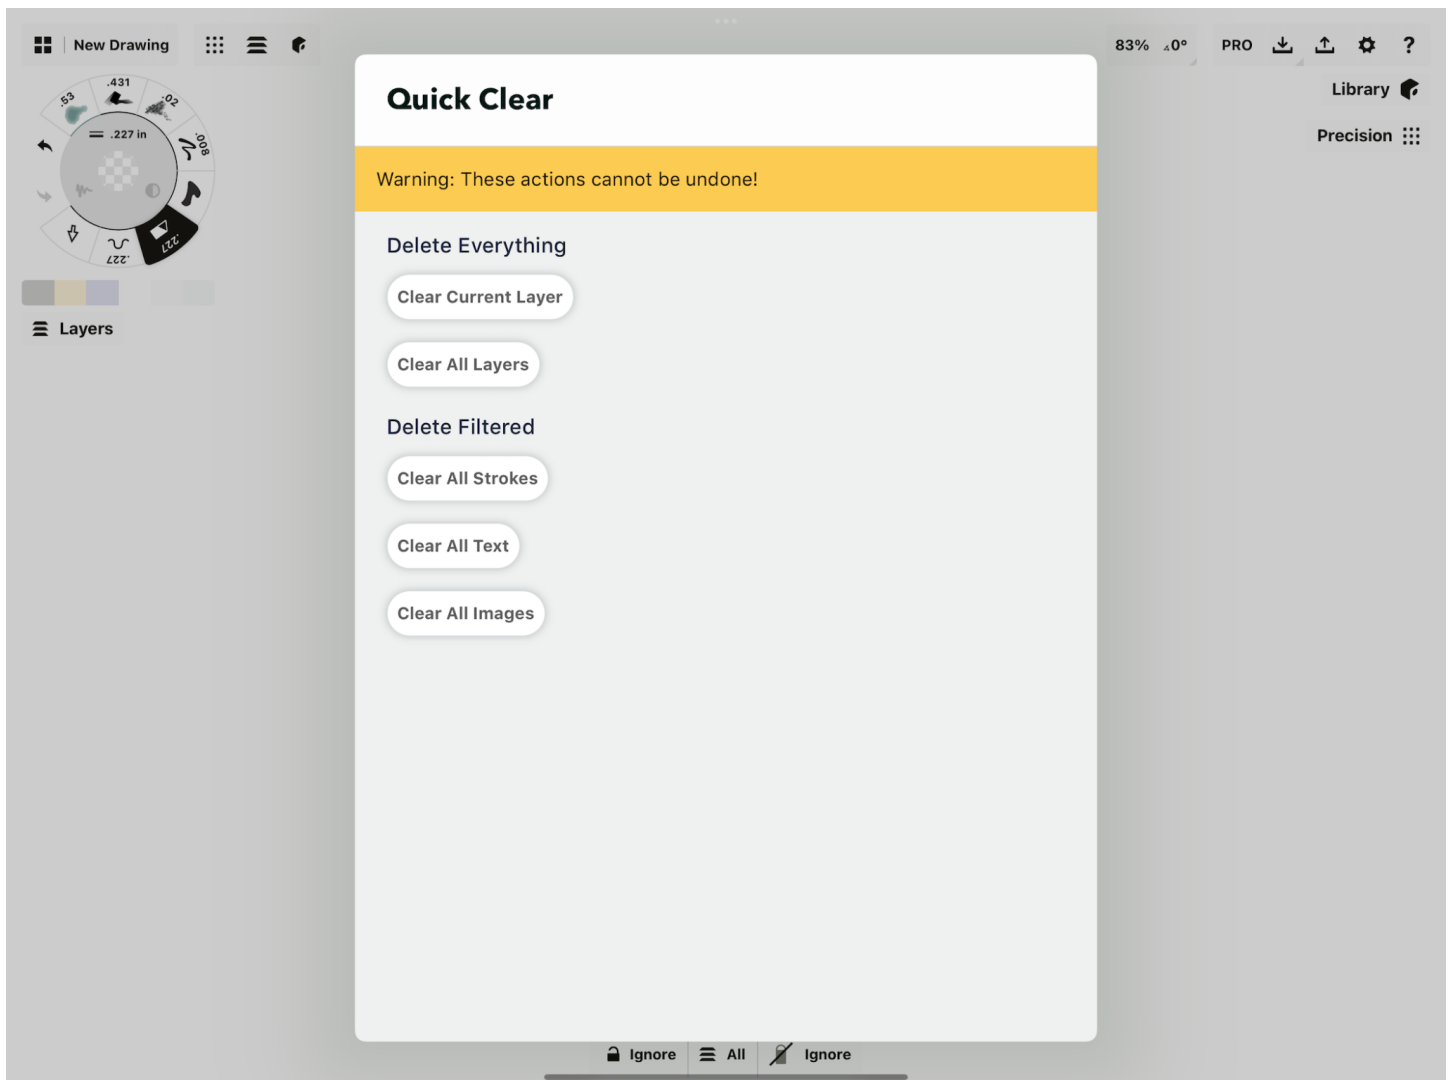 New Drawing
83% 0°
PRO
?
.53
.431
.02
.008
.227 in
.227
.227
Layers
Library
Precision
Quick Clear
Warning: These actions cannot be undone!
Delete Everything
Clear Current Layer
Clear All Layers
Delete Filtered
Clear All Strokes
Clear All Text
Clear All Images
Ignore
All
Ignore